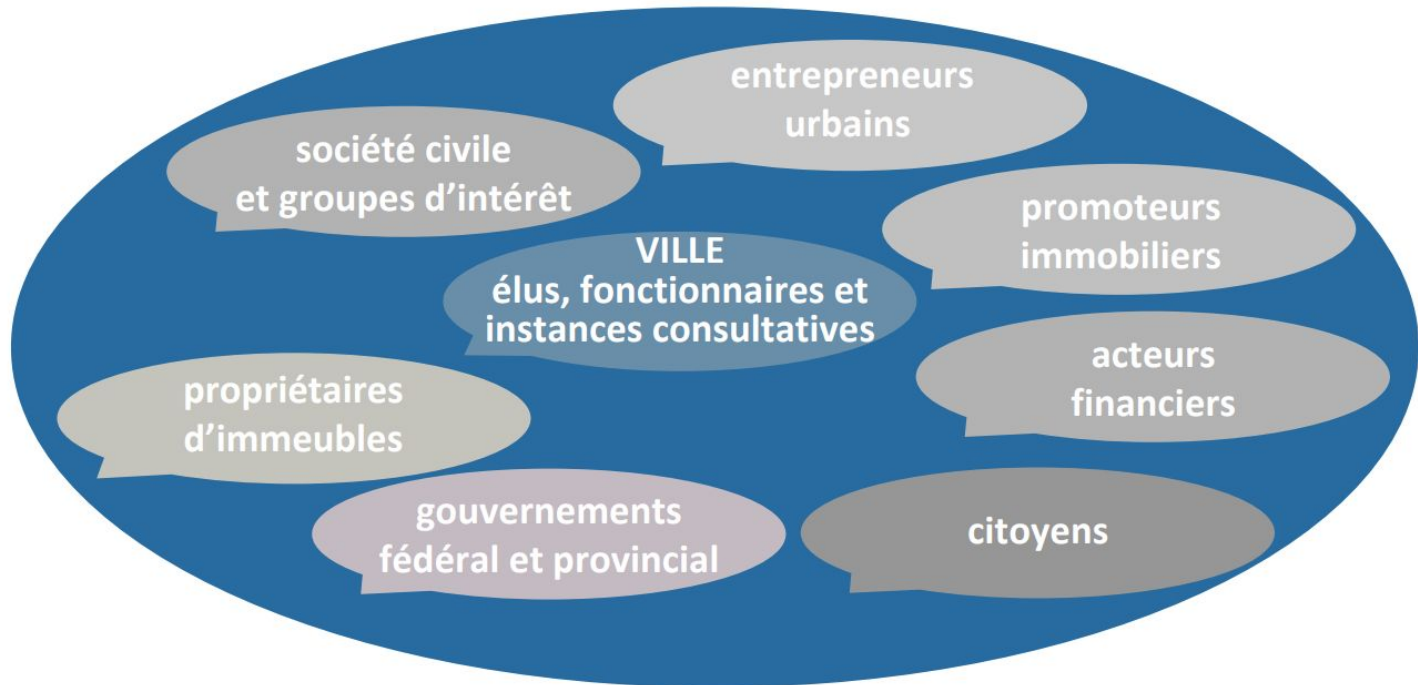 entrepreneurs
urbains
société civile
et groupes d'intérêt
promoteurs
immobiliers
VILLE
élus, fonctionnaires et
instances consultatives
acteurs
financiers
propriétaires
d'immeubles
gouvernements
fédéral et provincial
citoyens